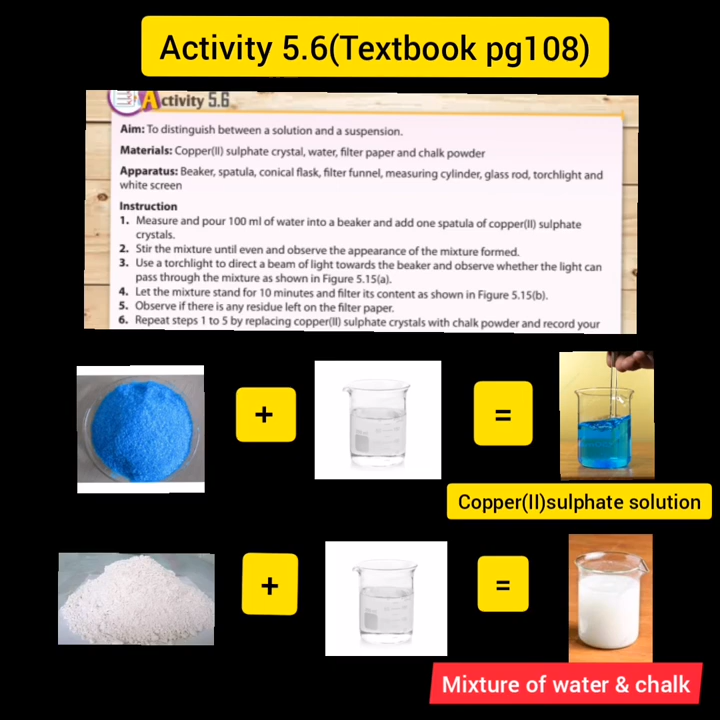 Activity 5.6(Textbook pg108)
Activity 5.6
Aim: To distinguish between a solution and a suspension.
Materials: Copper(II) sulphate crystal, water, filter paper and chalk powder
Apparatus: Beaker, spatula, conical flask, filter funnel, measuring cylinder, glass rod, torchlight and
white screen
Instruction
1. Measure and pour 100 ml of water into a beaker and add one spatula of copper(II) sulphate
crystals.
2. Stir the mixture until even and observe the appearance of the mixture formed.
3. Use a torchlight to direct a beam of light towards the beaker and observe whether the light can
pass through the mixture as shown in Figure 5.15(a).
4. Let the mixture stand for 10 minutes and filter its content as shown in Figure 5.15(b).
5. Observe if there is any residue left on the filter paper.
6. Repeat steps 1 to 5 by replacing copper(II) sulphate crystals with chalk powder and record your
+ =
Copper(II)sulphate solution
+ =
Mixture of water & chalk